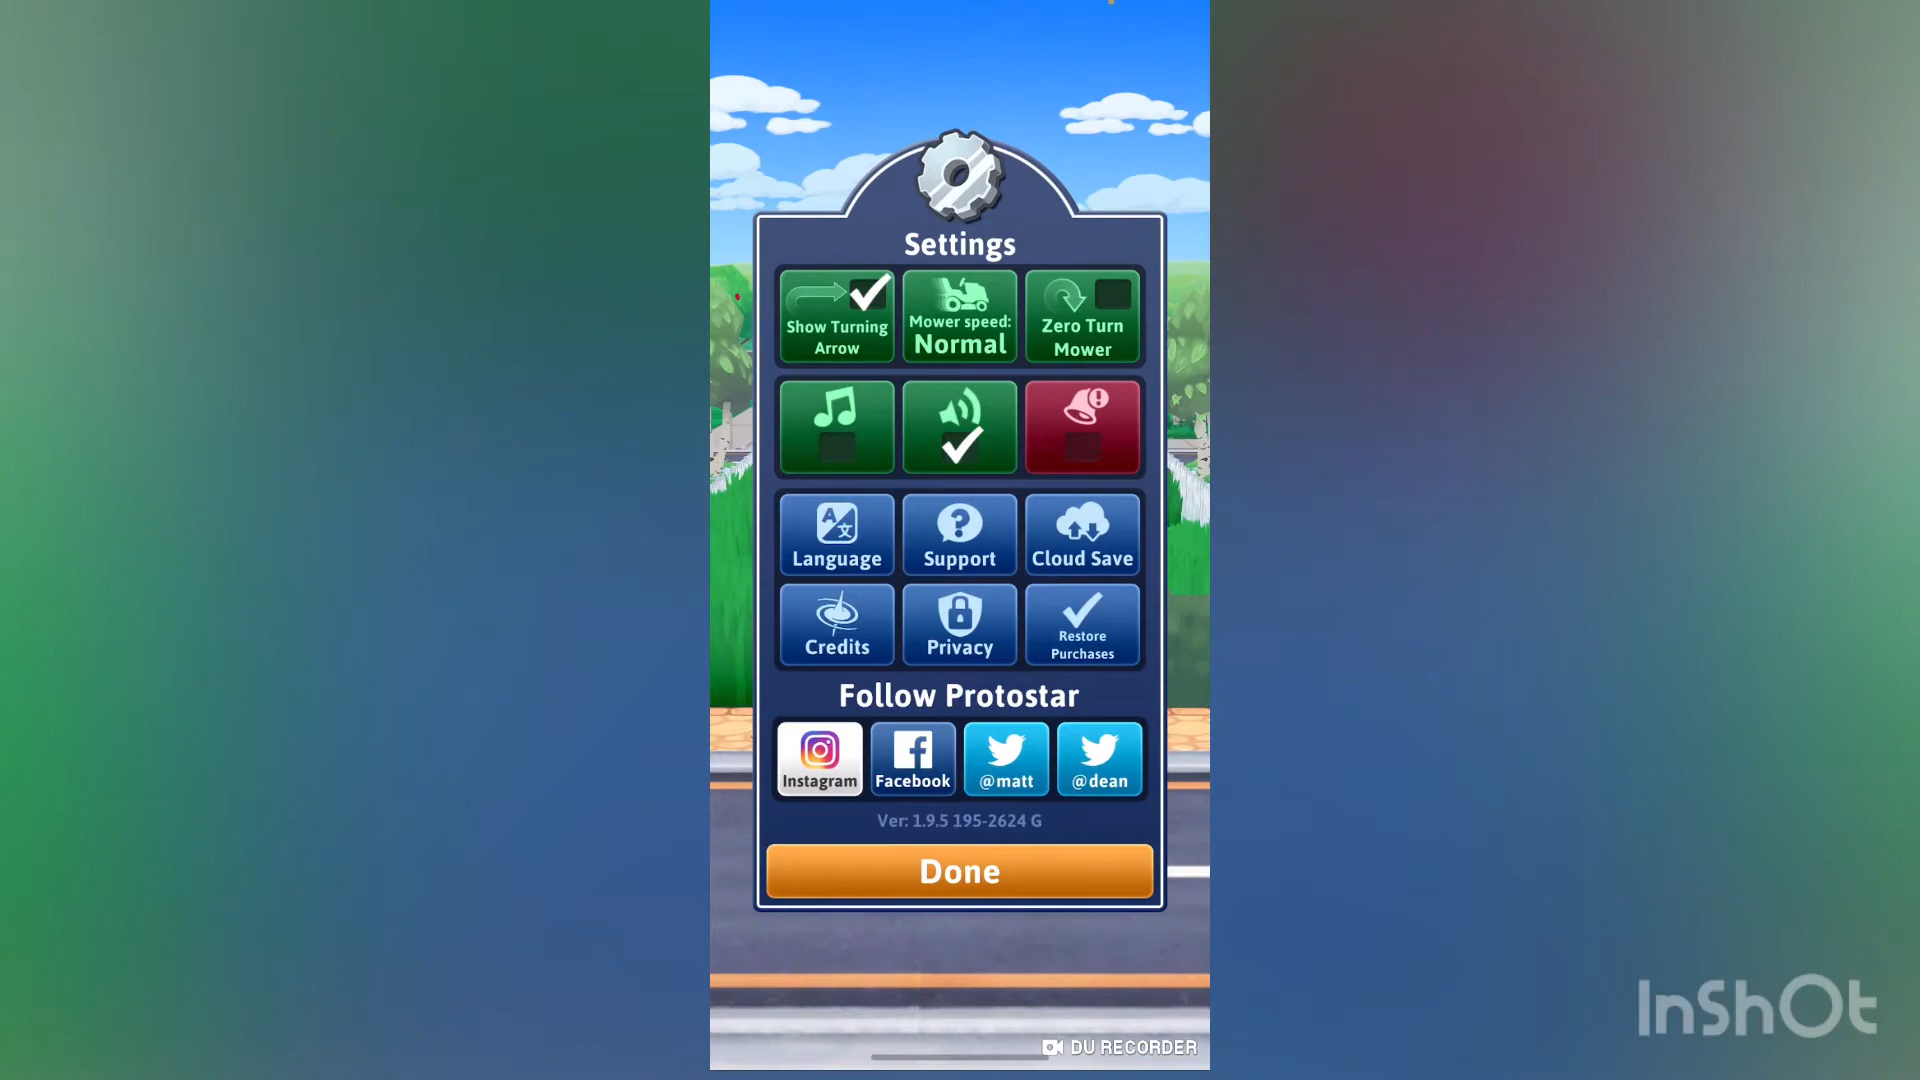 Settings
Show Turning
Arrow
Mower speed:
Normal
Zero Turn
Mower
Language
Support
Cloud Save
Credits
Privacy
Restore
Purchases
Follow Protostar
Instagram
Facebook
@matt
@dean
Ver: 1.9.5 195-2624 G
Done
DU RECORDER
InShOt